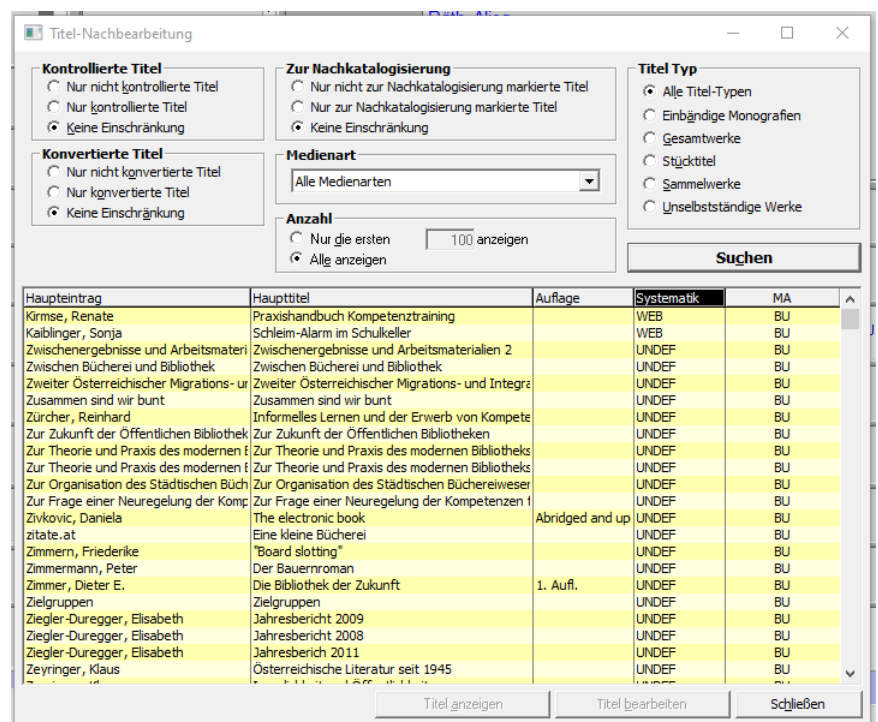 Titel-Nachbearbeitung
Kontrollierte Titel
Nur nicht kontrollierte Titel
Nur kontrollierte Titel
Keine Einschränkung
Konvertierte Titel
Nur nicht konvertierte Titel
Nur konvertierte Titel
Keine Einschränkung
Zur Nachkatalogisierung
Nur nicht zur Nachkatalogisierung markierte Titel
Nur zur Nachkatalogisierung markierte Titel
Keine Einschränkung
Medienart
Alle Medienarten
Anzahl
Nur die ersten 100 anzeigen
Alle anzeigen
Titel Typ
Alle Titel-Typen
Einbändige Monografien
Gesamtwerke
Stücktitel
Sammelwerke
Unselbstständige Werke
Suchen
Haupteintrag Haupttitel Auflage Systematik MA
Kirmse, Renate Praxishandbuch Kompetenztraining WEB BU
Kaiblinger, Sonja Schleim-Alarm im Schulkeller WEB BU
Zwischenergebnisse und Arbeitsmateri Zwischenergebnisse und Arbeitsmaterialien 2 UNDEF BU
Zwischen Bücherei und Bibliothek Zwischen Bücherei und Bibliothek UNDEF BU
Zweiter Österreichischer Migrations- ur Zweiter Österreichischer Migrations- und Integra UNDEF BU
Zusammen sind wir bunt Zusammen sind wir bunt UNDEF BU
Zürcher, Reinhard Informelles Lernen und der Erwerb von Kompete UNDEF BU
Zur Zukunft der Öffentlichen Bibliothek Zur Zukunft der Öffentlichen Bibliotheken UNDEF BU
Zur Theorie und Praxis des modernen Zur Theorie und Praxis des modernen Bibliotheks UNDEF BU
Zur Theorie und Praxis des modernen Zur Theorie und Praxis des modernen Bibliotheks UNDEF BU
Zur Organisation des Städtischen Büch Zur Organisation des Städtischen Büchereiweser UNDEF BU
Zur Frage einer Neuregelung der Komp Zur Frage einer Neuregelung der Kompetenzen f UNDEF BU
Zivkovic, Daniela The electronic book Abridged and up UNDEF BU
zitate.at Eine kleine Bücherei UNDEF BU
Zimmern, Friederike "Board slotting" UNDEF BU
Zimmermann, Peter Der Bauernroman UNDEF BU
Zimmer, Dieter E. Die Bibliothek der Zukunft 1. Aufl. UNDEF BU
Zielgruppen Zielgruppen UNDEF BU
Ziegler-Duregger, Elisabeth Jahresbericht 2009 UNDEF BU
Ziegler-Duregger, Elisabeth Jahresbericht 2008 UNDEF BU
Ziegler-Duregger, Elisabeth Jahresberich 2011 UNDEF BU
Zeyringer, Klaus Österreichische Literatur seit 1945 UNDEF BU
Titel anzeigen
Titel bearbeiten
Schließen